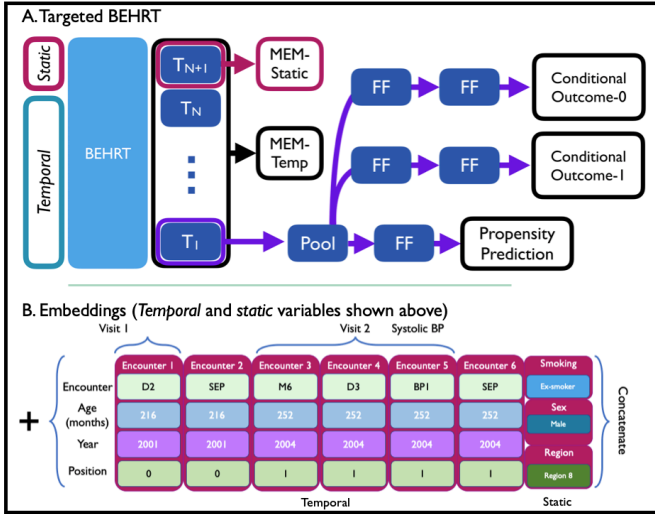 A. Targeted BEHRT
Static
Temporal
BEHRT
T N+1
T N
T 1
MEM-
Static
MEM-
Temp
Pool
FF
FF
Conditional
Outcome-0
FF
FF
Conditional
Outcome-1
FF
Propensity
Prediction
B. Embeddings (Temporal and static variables shown above)
Visit 1
Visit 2
Systolic BP
Encounter 1 Encounter 2 Encounter 3 Encounter 4 Encounter 5 Encounter 6 Smoking
Encounter D2 SEP M6 D3 BP1 SEP Ex-smoker
Age
(months)
216 216 252 252 252 252
Sex
Male
Year 2001 2001 2004 2004 2004 2004
Region
Position 0 0 1 1 1 1 Region 8
+
Concatenate
Temporal
Static